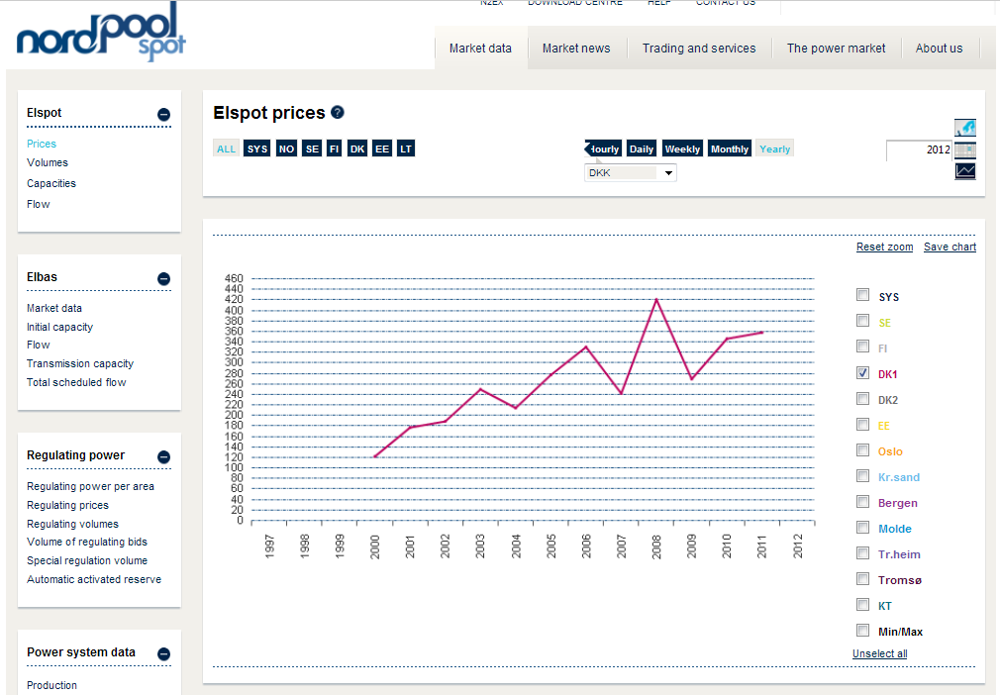 N2EX DOWNLOAD CENTRE HELP CONTACT US
nordpool
spot
Market data Market news Trading and services The power market About us
Elspot
Prices
Volumes
Capacities
Flow
Elbas
Market data
Initial capacity
Flow
Transmission capacity
Total scheduled flow
Regulating power
Regulating power per area
Regulating prices
Regulating volumes
Volume of regulating bids
Special regulation volume
Automatic activated reserve
Power system data
Production
Elspot prices ?
ALL SYS NO SE FI DK EE LT
Hourly Daily Weekly Monthly Yearly
DKK
2012
Reset zoom Save chart
460
440
420
400
380
360
340
320
300
280
260
240
220
200
180
160
140
120
100
80
60
40
20
0
1997 1998 1999 2000 2001 2002 2003 2004 2005 2006 2007 2008 2009 2010 2011 2012
SYS
SE
FI
DK1
DK2
EE
Oslo
Kr.sand
Bergen
Molde
Tr.heim
Tromsø
KT
Min/Max
Unselect all